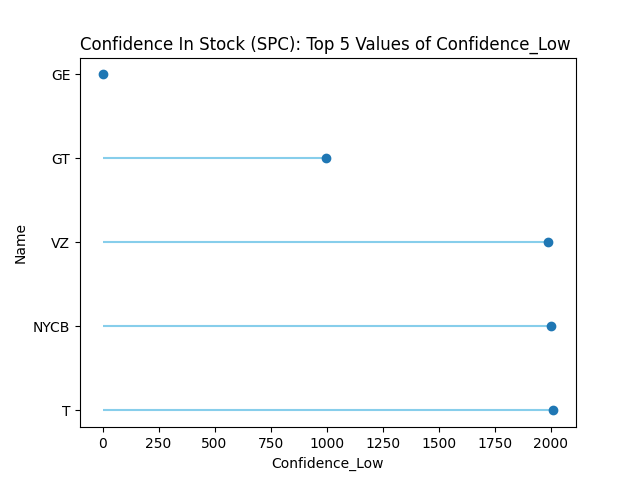 Confidence In Stock (SPC): Top 5 Values of Confidence_Low
GE
GT
VZ
NYCB
T
Name
0 250 500 750 1000 1250 1500 1750 2000
Confidence_Low